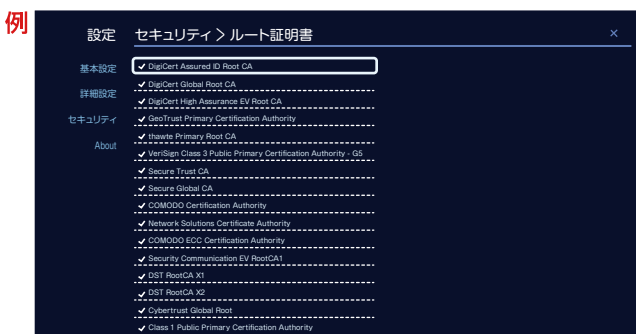 例
設定 セキュリティ > ルート証明書 ×
基本設定
詳細設定
セキュリティ
About
DigiCert Assured ID Root CA
DigiCert Global Root CA
DigiCert High Assurance EV Root CA
GeoTrust Primary Certification Authority
thawte Primary Root CA
VeriSign Class 3 Public Primary Certification Authority - G5
Secure Trust CA
Secure Global CA
COMODO Certification Authority
Network Solutions Certificate Authority
COMODO ECC Certification Authority
Security Communication EV RootCA1
DST RootCA X1
DST RootCA X2
Cybertrust Global Root
Class 1 Public Primary Certification Authority